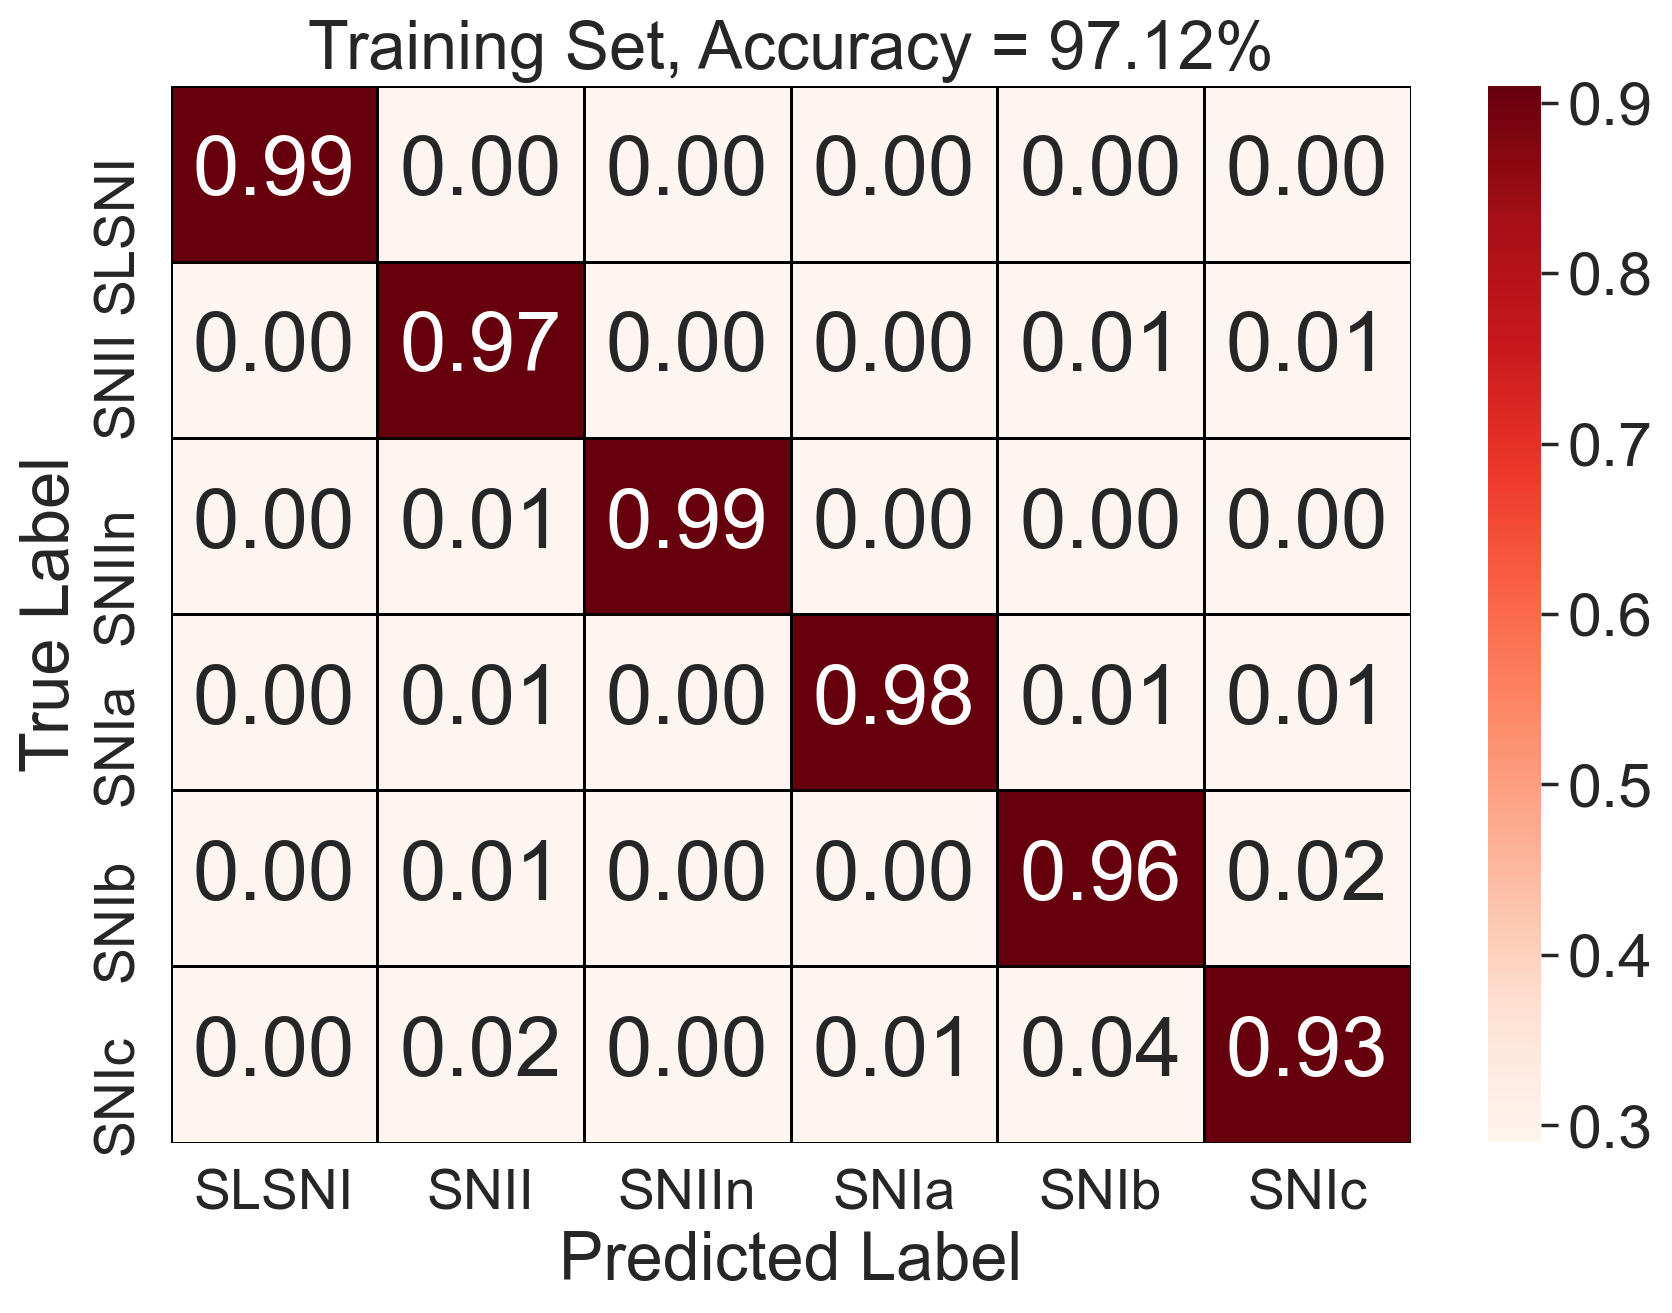 Training Set, Accuracy = 97.12%
SLSNI 0.99 0.00 0.00 0.00 0.00 0.00
SNII 0.00 0.97 0.00 0.00 0.01 0.01
SNIIn 0.00 0.01 0.99 0.00 0.00 0.00
SNIa 0.00 0.01 0.00 0.98 0.01 0.01
SNIb 0.00 0.01 0.00 0.00 0.96 0.02
SNIc 0.00 0.02 0.00 0.01 0.04 0.93
SLSNI SNII SNIIn SNIa SNIb SNIc
Predicted Label
True Label
0.9
0.8
0.7
0.6
0.5
0.4
0.3